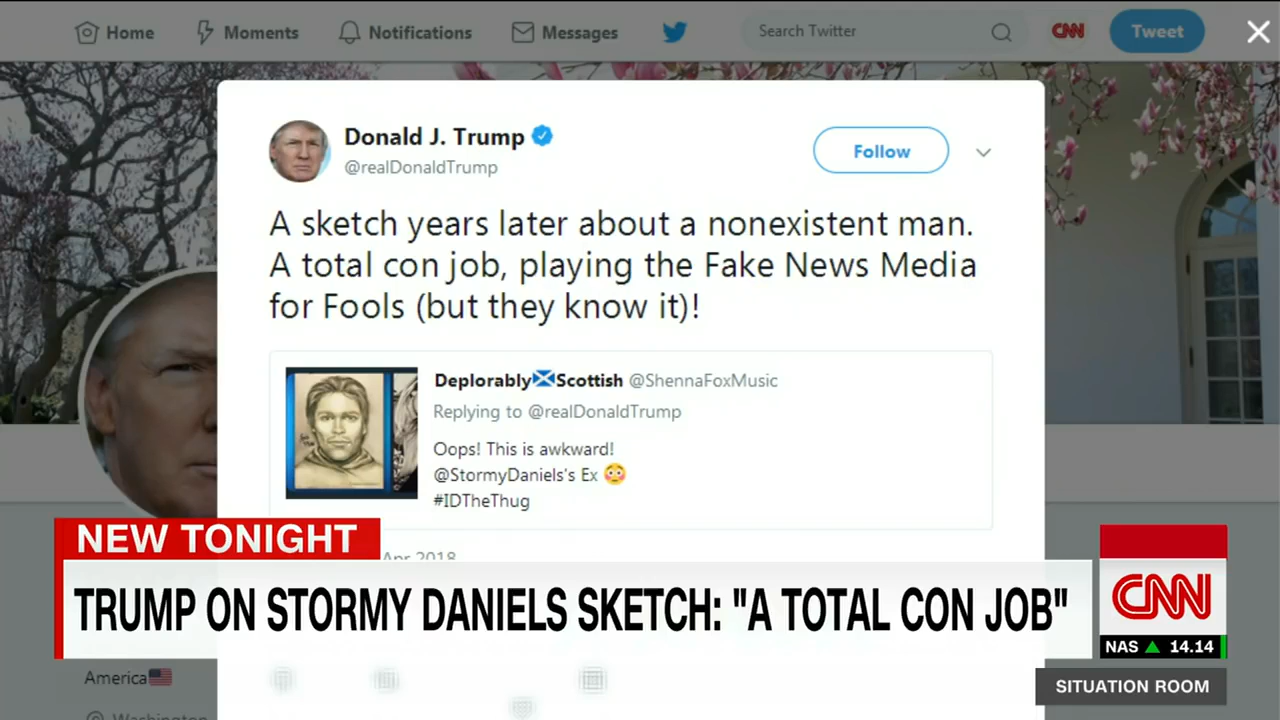 Home Moments Notifications Messages Search Twitter CNN Tweet
Donald J. Trump
@realDonaldTrump
Follow
A sketch years later about a nonexistent man.
A total con job, playing the Fake News Media
for Fools (but they know it)!
Deplorably🏴󠁧󠁢󠁳󠁣󠁴󠁿Scottish @ShennaFoxMusic
Replying to @realDonaldTrump
Oops! This is awkward!
@StormyDaniels's Ex 😳
#IDTheThug
Apr 2018
NEW TONIGHT
TRUMP ON STORMY DANIELS SKETCH: "A TOTAL CON JOB"
CNN
NAS ▲ 14.14
America🇺🇸
SITUATION ROOM
Washington